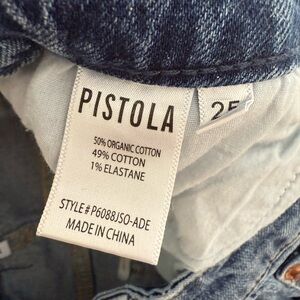 PISTOLA
25
50% ORGANIC COTTON
49% COTTON
1% ELASTANE
STYLE# P6088JSO-ADE
MADE IN CHINA